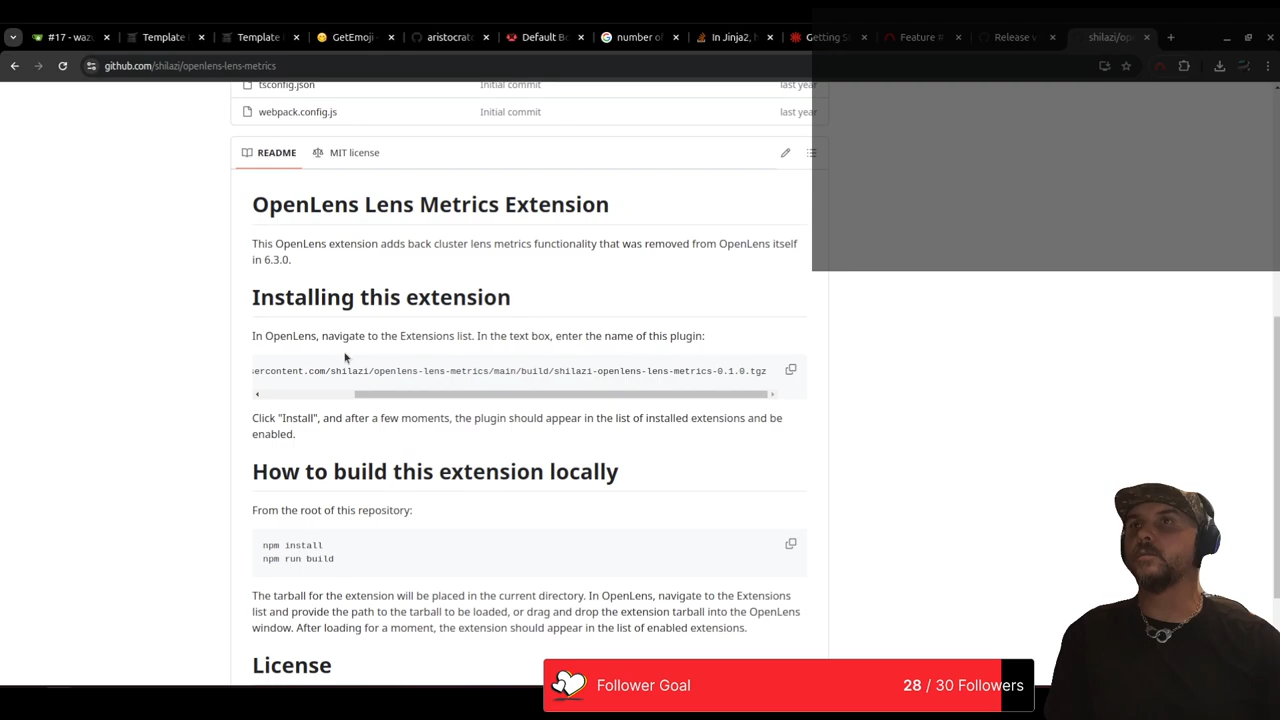 #17 - waz
Template
Template
GetEmoji
aristocrat
Default B
number of
In Jinja2,
Getting S
Feature #
Release v
shilazi/op
github.com/shilazi/openlens-lens-metrics
tsconfig.json Initial commit last year
webpack.config.js Initial commit last year
README MIT license
OpenLens Lens Metrics Extension
This OpenLens extension adds back cluster lens metrics functionality that was removed from OpenLens itself
in 6.3.0.
Installing this extension
In OpenLens, navigate to the Extensions list. In the text box, enter the name of this plugin:
sercontent.com/shilazi/openlens-lens-metrics/main/build/shilazi-openlens-lens-metrics-0.1.0.tgz
Click "Install", and after a few moments, the plugin should appear in the list of installed extensions and be
enabled.
How to build this extension locally
From the root of this repository:
npm install
npm run build
The tarball for the extension will be placed in the current directory. In OpenLens, navigate to the Extensions
list and provide the path to the tarball to be loaded, or drag and drop the extension tarball into the OpenLens
window. After loading for a moment, the extension should appear in the list of enabled extensions.
License
Follower Goal 28 / 30 Followers